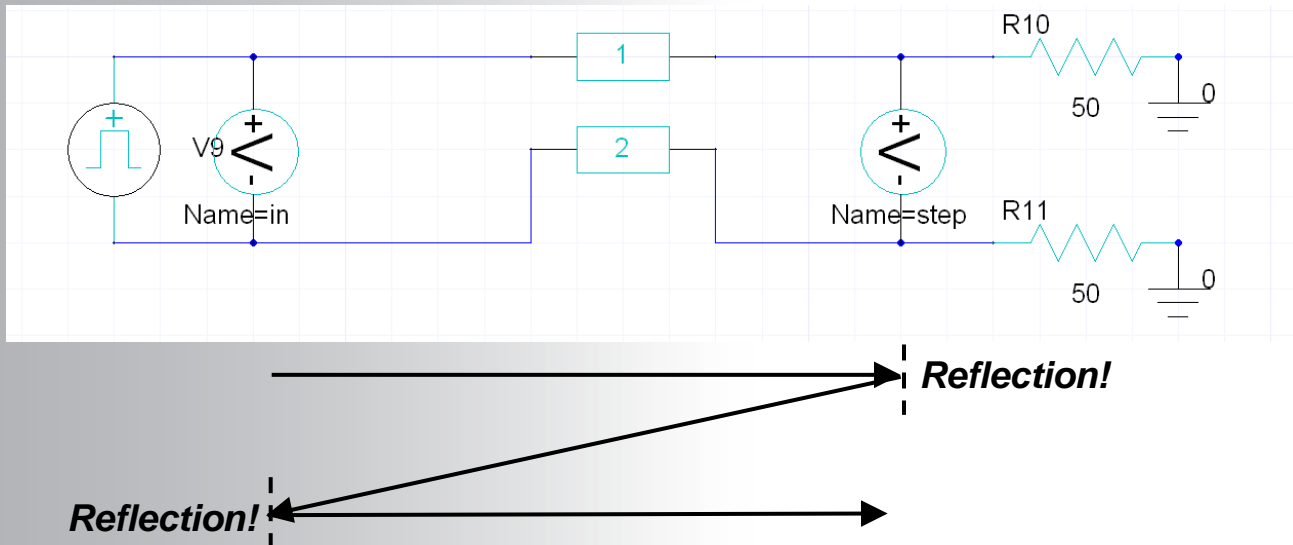 R10
1
0
50
+
+
+
V9
<
<
2
-
-
Name=in
Name=step
R11
0
50
Reflection!
Reflection!